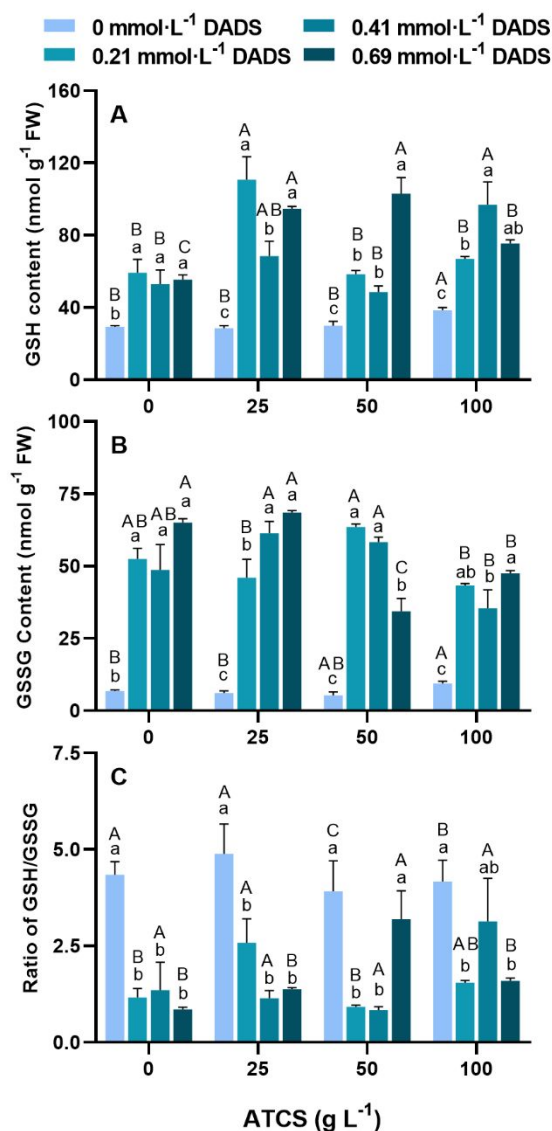 0 mmol·L⁻¹ DADS 0.41 mmol·L⁻¹ DADS
0.21 mmol·L⁻¹ DADS 0.69 mmol·L⁻¹ DADS
A
GSH content (nmol g⁻¹ FW)
160
120
80
40
0
B b
B a
B a
C a
B c
A a
AB b
A a
B c
B b
B b
A a
A c
B b
A a
B ab
0 25 50 100
B
GSSG Content (nmol g⁻¹ FW)
100
75
50
25
0
B b
AB a
AB a
A a
B c
B b
A a
A a
AB c
A a
A a
C b
A c
B ab
B b
B a
0 25 50 100
C
Ratio of GSH/GSSG
7.5
5.0
2.5
0.0
A a
B b
A b
B b
A a
A b
A b
B b
C a
B b
A b
A a
B a
AB b
A ab
B b
0 25 50 100
ATCS (g L⁻¹)